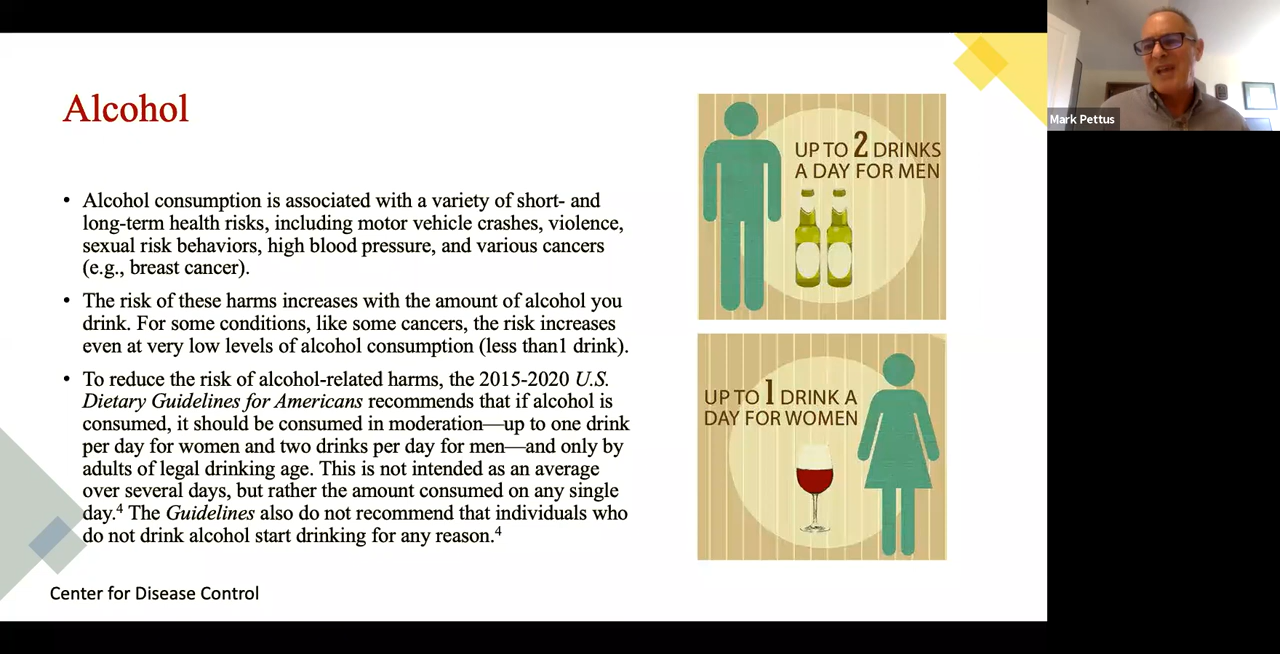 Alcohol
• Alcohol consumption is associated with a variety of short- and
long-term health risks, including motor vehicle crashes, violence,
sexual risk behaviors, high blood pressure, and various cancers
(e.g., breast cancer).
• The risk of these harms increases with the amount of alcohol you
drink. For some conditions, like some cancers, the risk increases
even at very low levels of alcohol consumption (less than1 drink).
• To reduce the risk of alcohol-related harms, the 2015-2020 U.S.
Dietary Guidelines for Americans recommends that if alcohol is
consumed, it should be consumed in moderation—up to one drink
per day for women and two drinks per day for men—and only by
adults of legal drinking age. This is not intended as an average
over several days, but rather the amount consumed on any single
day.⁴ The Guidelines also do not recommend that individuals who
do not drink alcohol start drinking for any reason.⁴
Center for Disease Control
UP TO 2 DRINKS
A DAY FOR MEN
UP TO 1 DRINK A
DAY FOR WOMEN
Mark Pettus